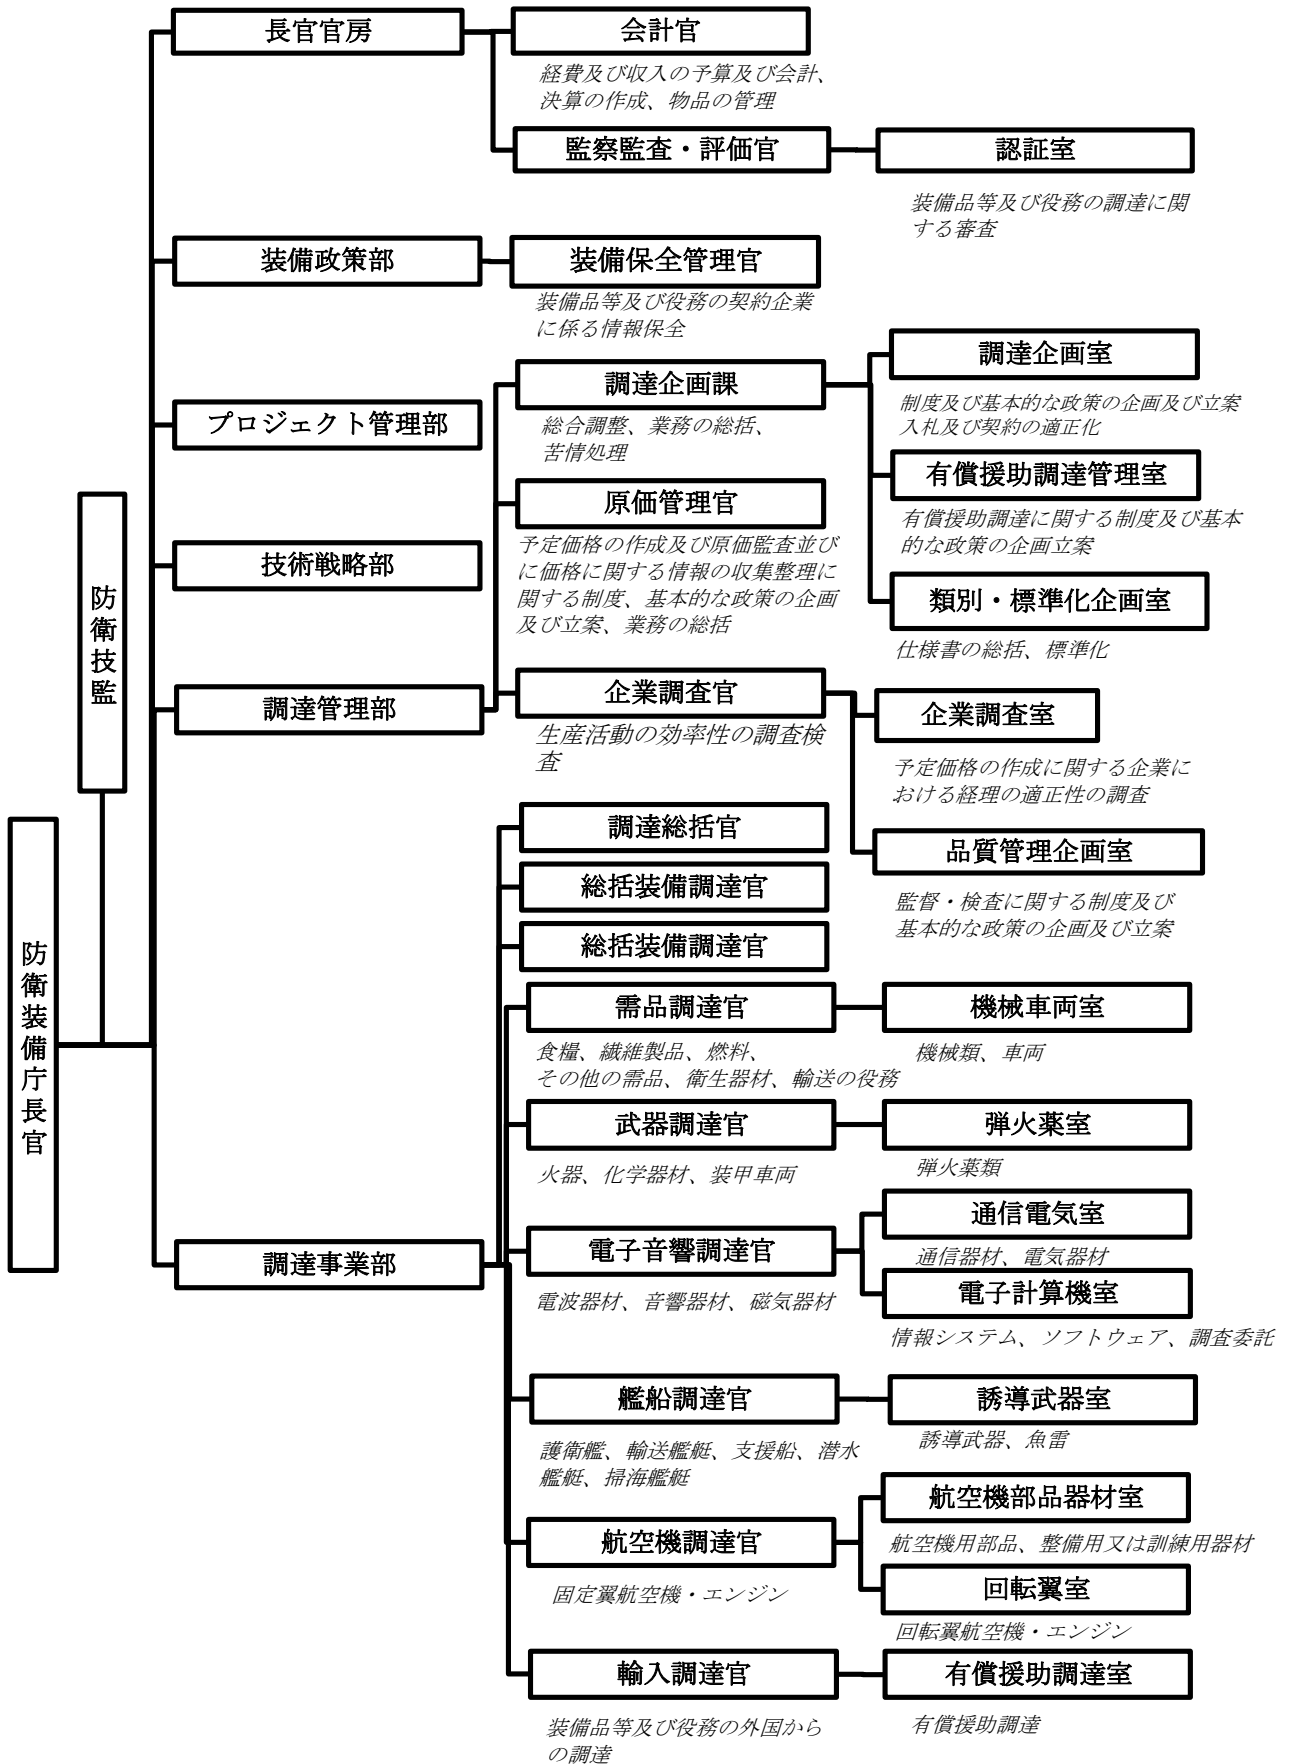 長官官房
会計官
経費及び収入の予算及び会計、
決算の作成、物品の管理
監察監査・評価官
認証室
装備品等及び役務の調達に関
する審査
装備政策部
装備保全管理官
装備品等及び役務の契約企業
に係る情報保全
プロジェクト管理部
技術戦略部
防衛技監
調達管理部
調達企画課
総合調整、業務の総括、
苦情処理
調達企画室
制度及び基本的な政策の企画及び立案
入札及び契約の適正化
有償援助調達管理室
有償援助調達に関する制度及び基本
的な政策の企画立案
類別・標準化企画室
仕様書の総括、標準化
原価管理官
予定価格の作成及び原価監査並び
に価格に関する情報の収集整理に
関する制度、基本的な政策の企画
及び立案、業務の総括
企業調査官
生産活動の効率性の調査検
査
企業調査室
予定価格の作成に関する企業に
おける経理の適正性の調査
品質管理企画室
監督・検査に関する制度及び
基本的な政策の企画及び立案
防衛装備庁長官
調達事業部
調達総括官
総括装備調達官
総括装備調達官
需品調達官
食糧、繊維製品、燃料、
その他の需品、衛生器材、輸送の役務
機械車両室
機械類、車両
武器調達官
火器、化学器材、装甲車両
弾火薬室
弾火薬類
電子音響調達官
電波器材、音響器材、磁気器材
通信電気室
通信器材、電気器材
電子計算機室
情報システム、ソフトウェア、調査委託
艦船調達官
護衛艦、輸送艦艇、支援船、潜水
艦艇、掃海艦艇
誘導武器室
誘導武器、魚雷
航空機調達官
固定翼航空機・エンジン
航空機部品器材室
航空機用部品、整備用又は訓練用器材
回転翼室
回転翼航空機・エンジン
輸入調達官
装備品等及び役務の外国から
の調達
有償援助調達室
有償援助調達